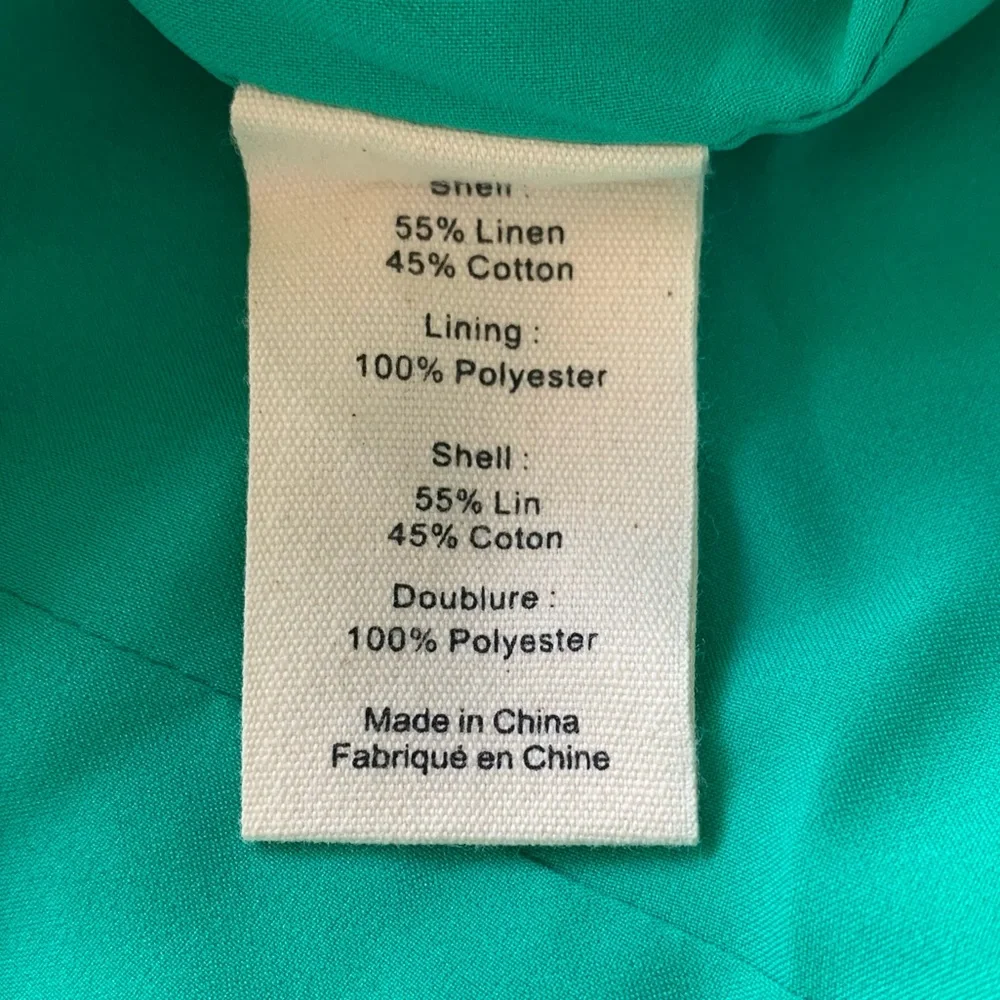 Shell :
55% Linen
45% Cotton
Lining :
100% Polyester
Shell :
55% Lin
45% Coton
Doublure :
100% Polyester
Made in China
Fabriqué en Chine